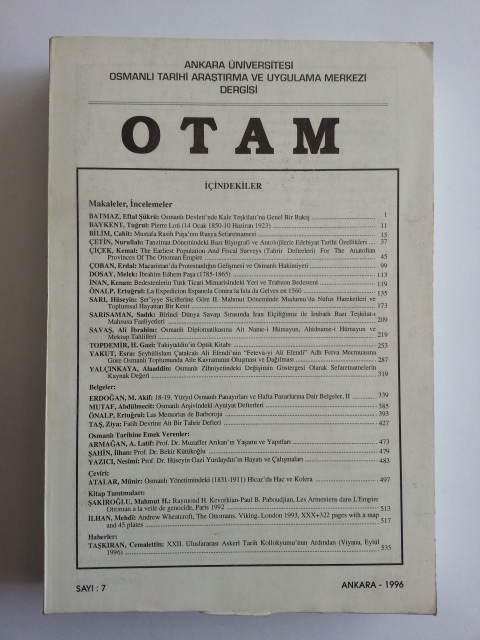 ANKARA ÜNİVERSİTESİ
OSMANLI TARİHİ ARAŞTIRMA VE UYGULAMA MERKEZİ
DERGİSİ
OTAM
İÇİNDEKİLER
Makaleler, İncelemeler
BATMAZ, Eftal Şükrü: Osmanlı Devleti'nde Kale Teşkilatı'na Genel Bir Bakış 1
BAYKENT, Tuğrul: Pierre Loti (14 Ocak 1850-10 Haziran 1923) 11
BİLİM, Cahit: Mustafa Rasih Paşa'nın Rusya Sefaretnamesi 15
ÇETİN, Nurullah: Tanzimat Dönemindeki Bazı Biyografi ve Antolojilerle Edebiyat Tarihi Özellikleri 37
ÇİÇEK, Kemal: The Earliest Population And Fiscal Surveys (Tahrir Defterleri) For The Anatolian
Provinces Of The Ottoman Empire 45
ÇOBAN, Erdal: Macaristan'da Protestanlığın Gelişmesi ve Osmanlı Hakimiyeti 99
DOSAY, Melek: İbrahim Edhem Paşa (1785-1865) 113
İNAN, Kenan: Bedestenlerin Türk Ticari Mimarisindeki Yeri ve Trabzon Bedesteni 119
ÖNALP, Ertuğrul: La Expedicion Espanola Contra la Isla del Gelves en 1560 135
SARI, Hüseyin: Şer'iyye Sicillerine Göre II. Mahmud Döneminde Mudurnu'da Nüfus Hareketleri ve
Toplumsal Hayattan Bir Kesit 173
SARISAMAN, Sadık: Birinci Dünya Savaşı Sırasında İran Elçiliğimiz ile İrtibatlı Bazı Teşkilat-ı
Mahsusa Faaliyetleri 209
SAVAŞ, Ali İbrahim: Osmanlı Diplomatikasına Ait Name-i Hümayun, Ahidname-i Hümayun ve
Mektup Tahlilleri 219
TOPDEMİR, H. Gazi: Takiyüddin'in Optik Kitabı 253
YAKUT, Esra: Şeyhülislam Çatalcalı Ali Efendi'nin "Feteva-yi Ali Efendi" Adlı Fetva Mecmuasına
Göre Osmanlı Toplumunda Aile Kurumunun Oluşması ve Dağılması 287
YALÇINKAYA, Alaaddin: Osmanlı Zihniyetindeki Değişimin Göstergesi Olarak Sefaretnamelerin
Kaynak Değeri 319
Belgeler:
ERDOĞAN, M. Akif: 18-19. Yüzyıl Osmanlı Panayırları ve Hafta Pazarlarına Dair Belgeler, II 339
MUTAF, Abdülmecit: Osmanlı Arşivindeki Ayniyat Defterleri 385
ÖNALP, Ertuğrul: Las Memorias de Barboroja 393
TAŞ, Ziya: Fatih Devrine Ait Bir Tahrir Defteri 427
Osmanlı Tarihine Emek Verenler:
ARMAĞAN, A. Latif: Prof. Dr. Muzaffer Arıkan'ın Yaşamı ve Yapıtları 473
ŞAHİN, İlhan: Prof. Dr. Bekir Kütükoğlu 479
YAZICI, Nesimi: Prof. Dr. Hüseyin Gazi Yurdaydın'ın Hayatı ve Çalışmaları 483
Çeviri:
ATALAR, Münir: Osmanlı Yönetimindeki (1831-1911) Hicaz'da Hac ve Kolera 497
Kitap Tanıtmaları:
ŞAKİROĞLU, Mahmut H.: Raymond H. Kevorkian-Paul B. Paboudjian, Les Armeniens dans L'Empire
Ottoman a la veille de genocide, Paris 1992 513
İLHAN, Mehdi: Andrew Wheatcroft, The Ottomans. Viking. London 1993, XXX+322 pages with a map
and 45 plates 517
Haberler:
TAŞKIRAN, Cemalettin: XXII. Uluslararası Askerî Tarih Kollokyumu'nun Ardından (Viyana, Eylül
1996) 535
SAYI : 7
ANKARA - 1996